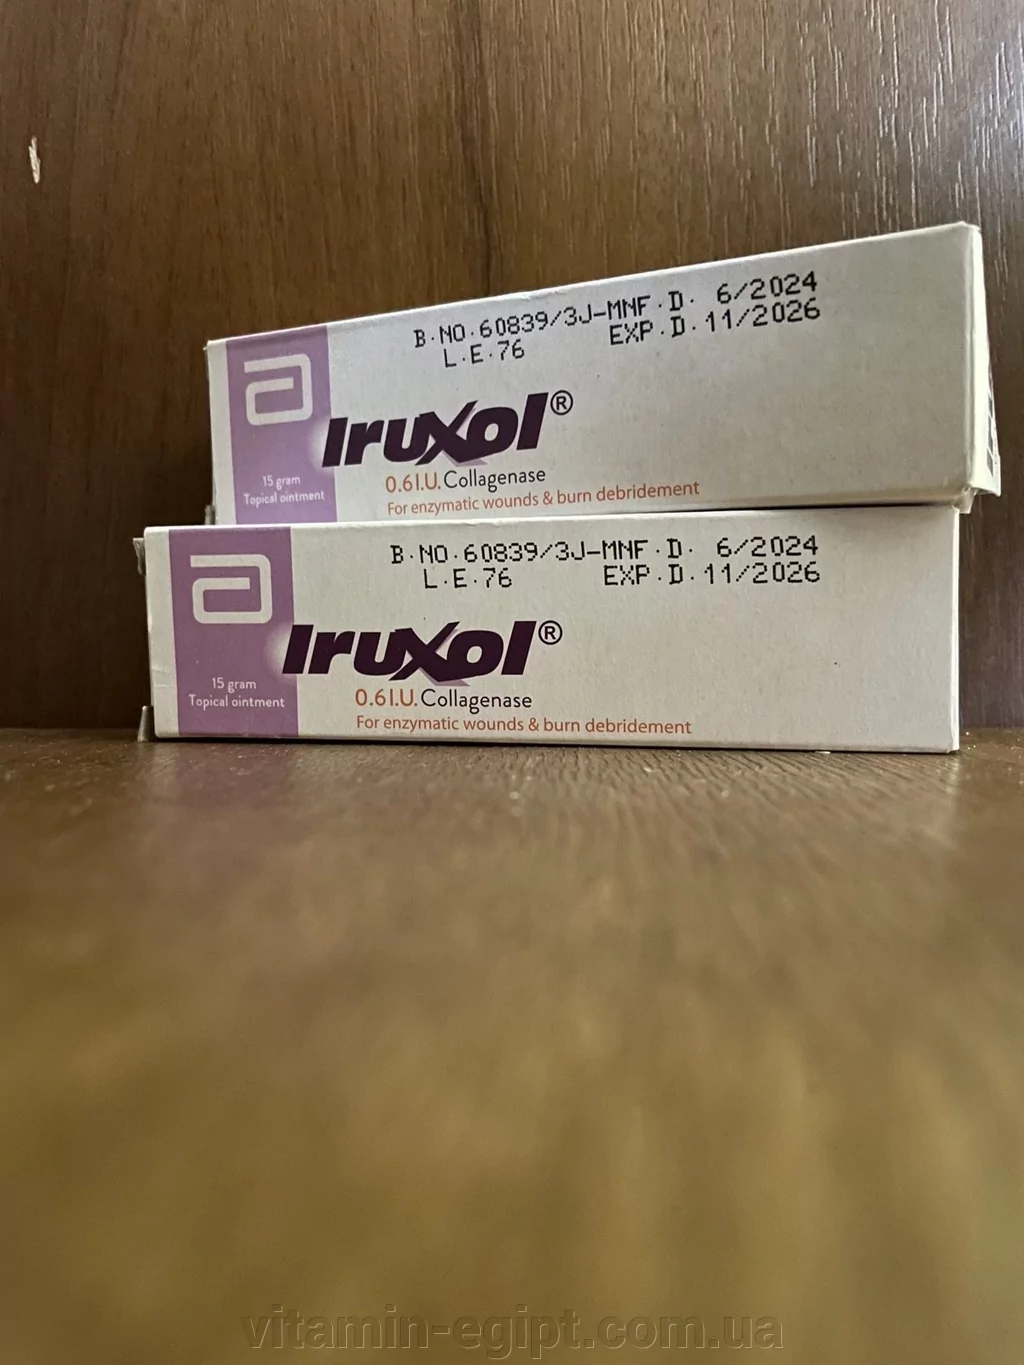 B.NO.60839/3J-MNF.D. 6/2024
L.E.76 EXP.D.11/2026
Iruxol®
0.6 I.U. Collagenase
For enzymatic wounds & burn debridement
15 gram
Topical ointment
B.NO.60839/3J-MNF.D. 6/2024
L.E.76 EXP.D.11/2026
Iruxol®
0.6 I.U. Collagenase
For enzymatic wounds & burn debridement
15 gram
Topical ointment
vitamin-egipt.com.ua